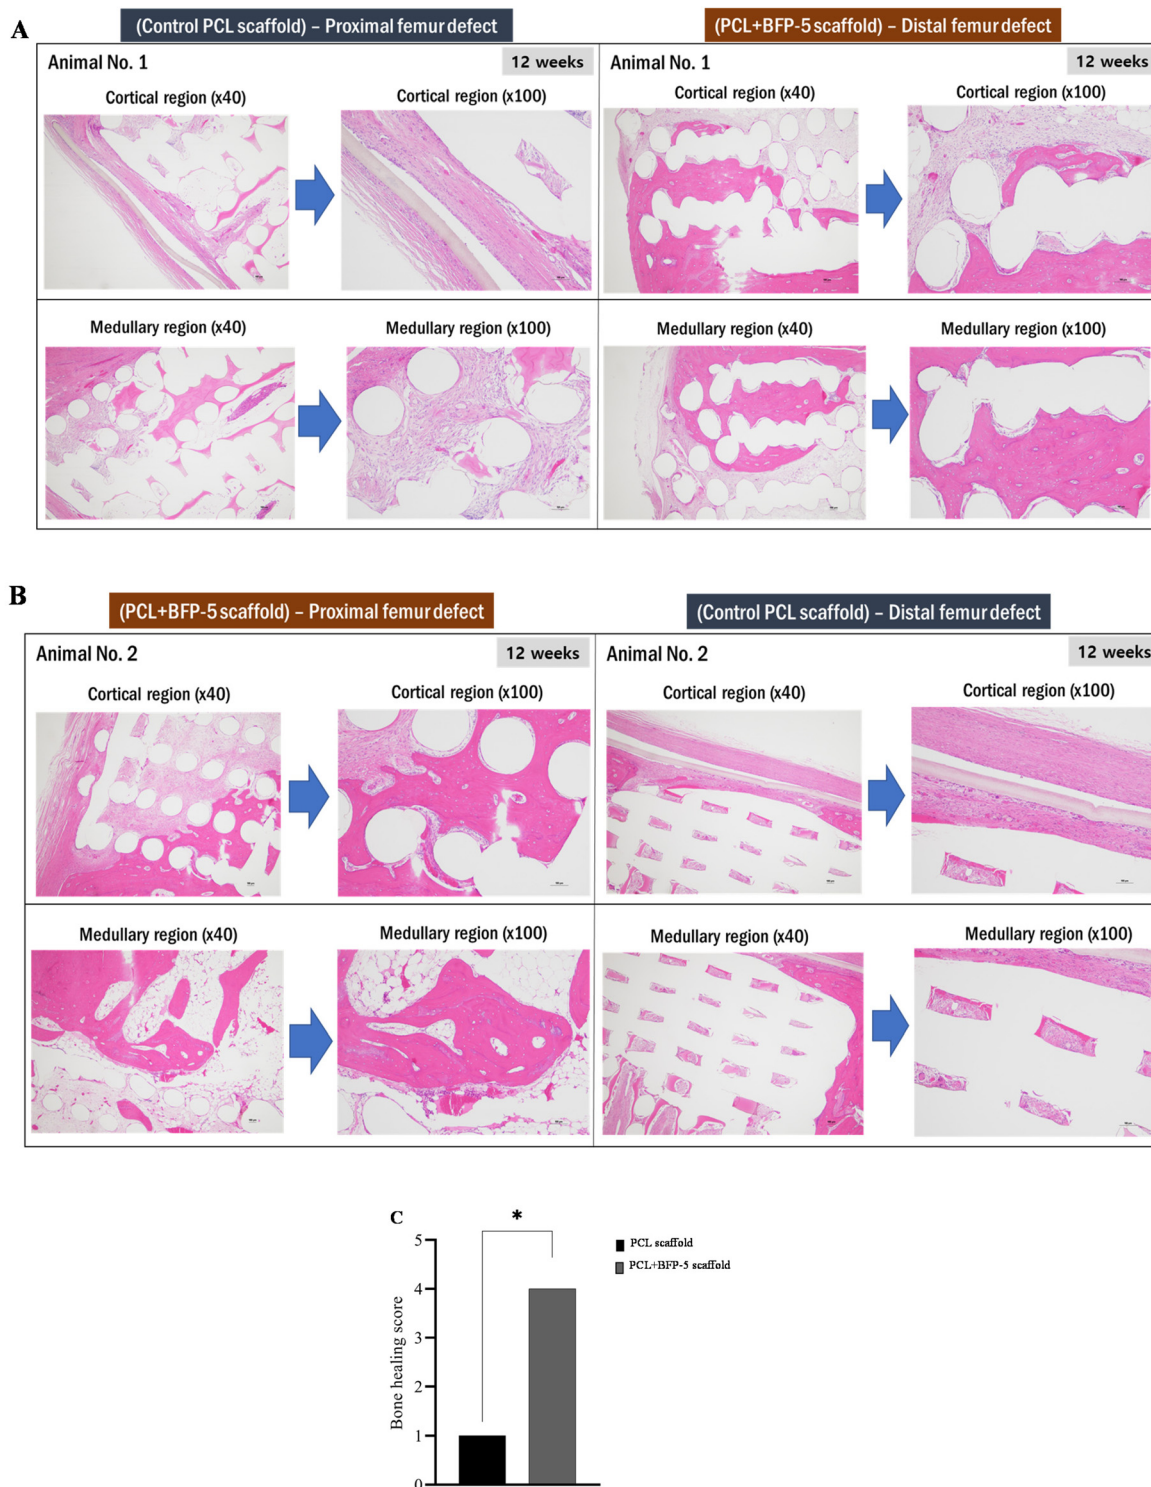 A
(Control PCL scaffold) – Proximal femur defect
(PCL+BFP-5 scaffold) – Distal femur defect
Animal No. 1
12 weeks
Animal No. 1
12 weeks
Cortical region (x40)
Cortical region (x100)
Cortical region (x40)
Cortical region (x100)
Medullary region (x40)
Medullary region (x100)
Medullary region (x40)
Medullary region (x100)
B
(PCL+BFP-5 scaffold) – Proximal femur defect
(Control PCL scaffold) – Distal femur defect
Animal No. 2
12 weeks
Animal No. 2
12 weeks
Cortical region (x40)
Cortical region (x100)
Cortical region (x40)
Cortical region (x100)
Medullary region (x40)
Medullary region (x100)
Medullary region (x40)
Medullary region (x100)
C
*
PCL scaffold
PCL+BFP-5 scaffold
Bone healing score
5
4
3
2
1
0